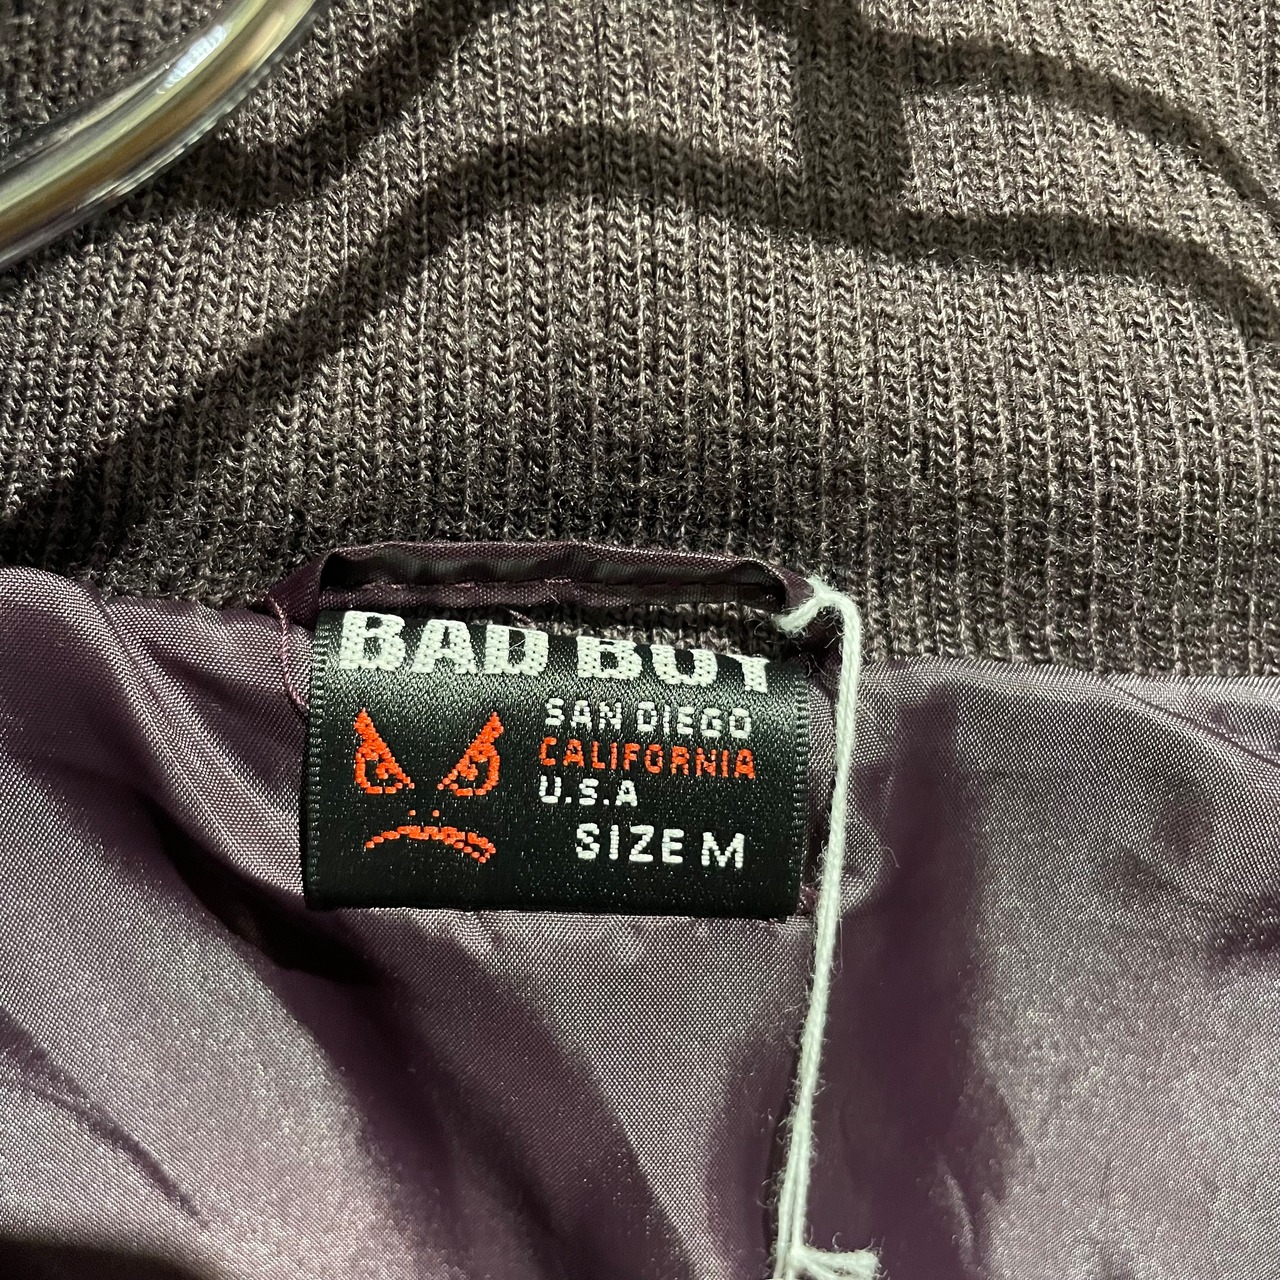 BAD BOY
SAN DIEGO
CALIFORNIA
U.S.A
SIZE M